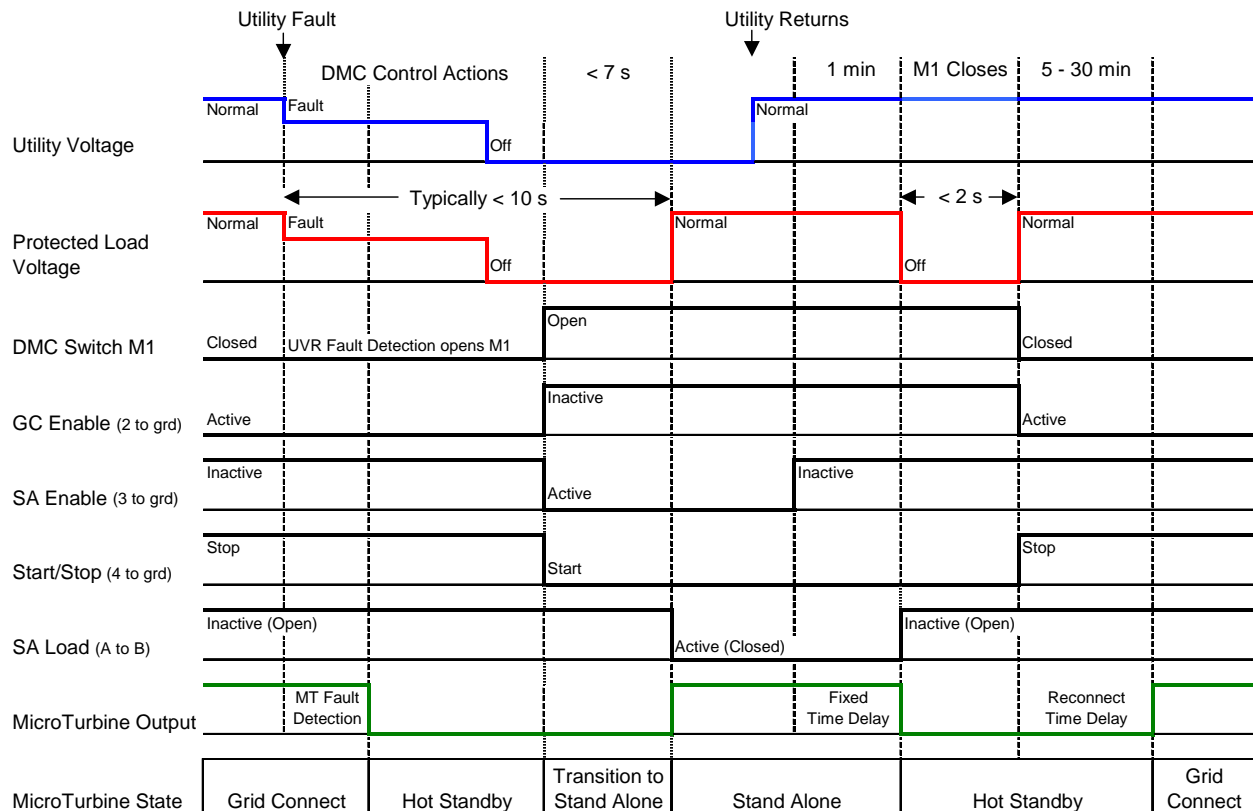 Utility Fault
Utility Returns
DMC Control Actions
< 7 s
1 min
M1 Closes
5 - 30 min
Utility Voltage
Normal
Fault
Off
Normal
Typically < 10 s
< 2 s
Protected Load
Voltage
Normal
Fault
Off
Normal
Off
Normal
DMC Switch M1
Closed
UVR Fault Detection opens M1
Open
Closed
GC Enable (2 to grd)
Active
Inactive
Active
SA Enable (3 to grd)
Inactive
Active
Inactive
Start/Stop (4 to grd)
Stop
Start
Stop
SA Load (A to B)
Inactive (Open)
Active (Closed)
Inactive (Open)
MicroTurbine Output
MT Fault
Detection
Fixed
Time Delay
Reconnect
Time Delay
MicroTurbine State
Grid Connect
Hot Standby
Transition to
Stand Alone
Stand Alone
Hot Standby
Grid
Connect